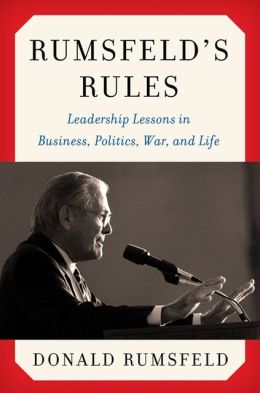 RUMSFELD'S
RULES
Leadership Lessons in
Business, Politics, War, and Life
DONALD RUMSFELD